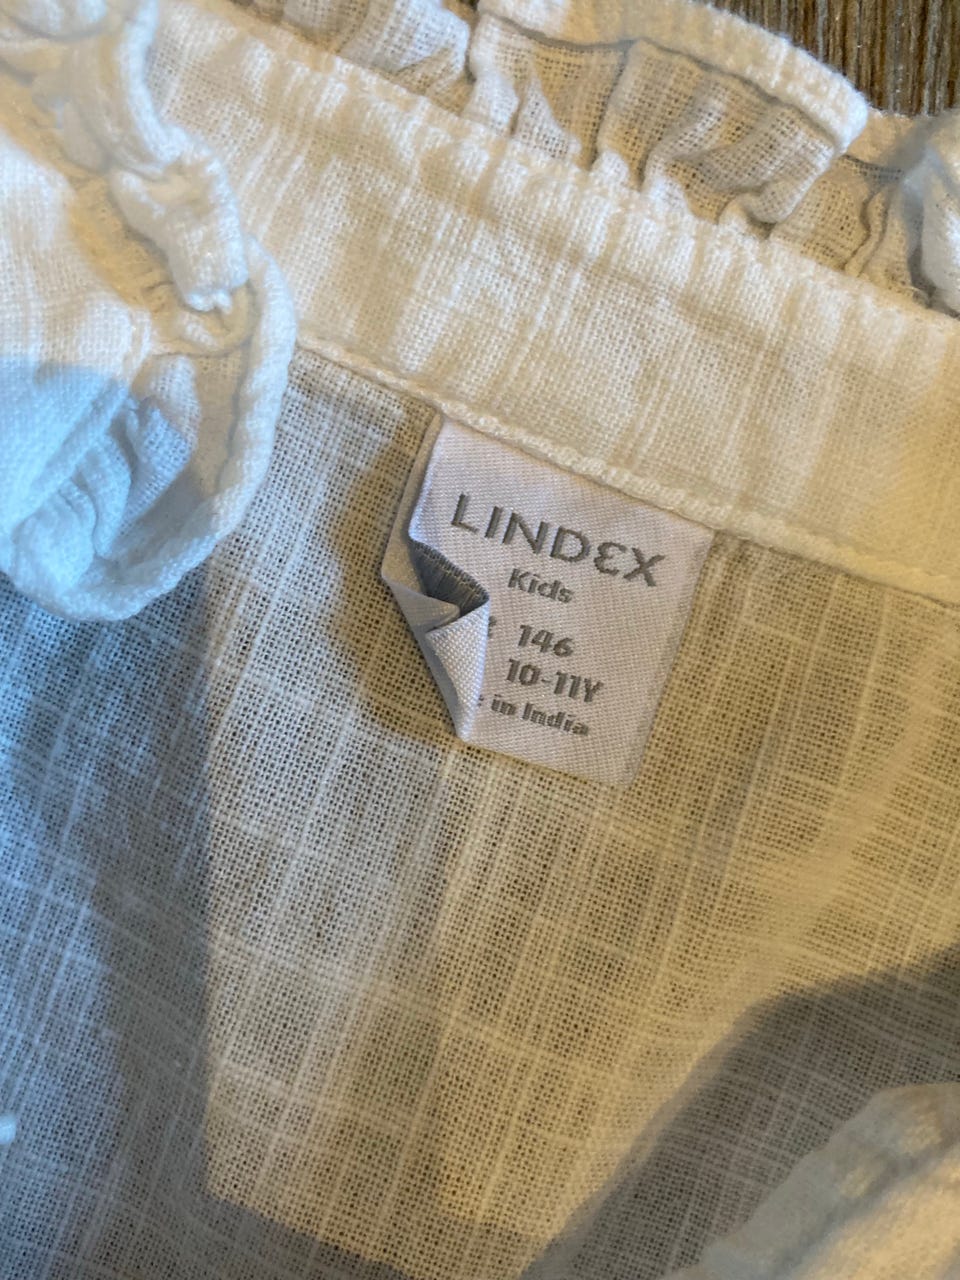 LINDEX
Kids
146
10-11Y
in India